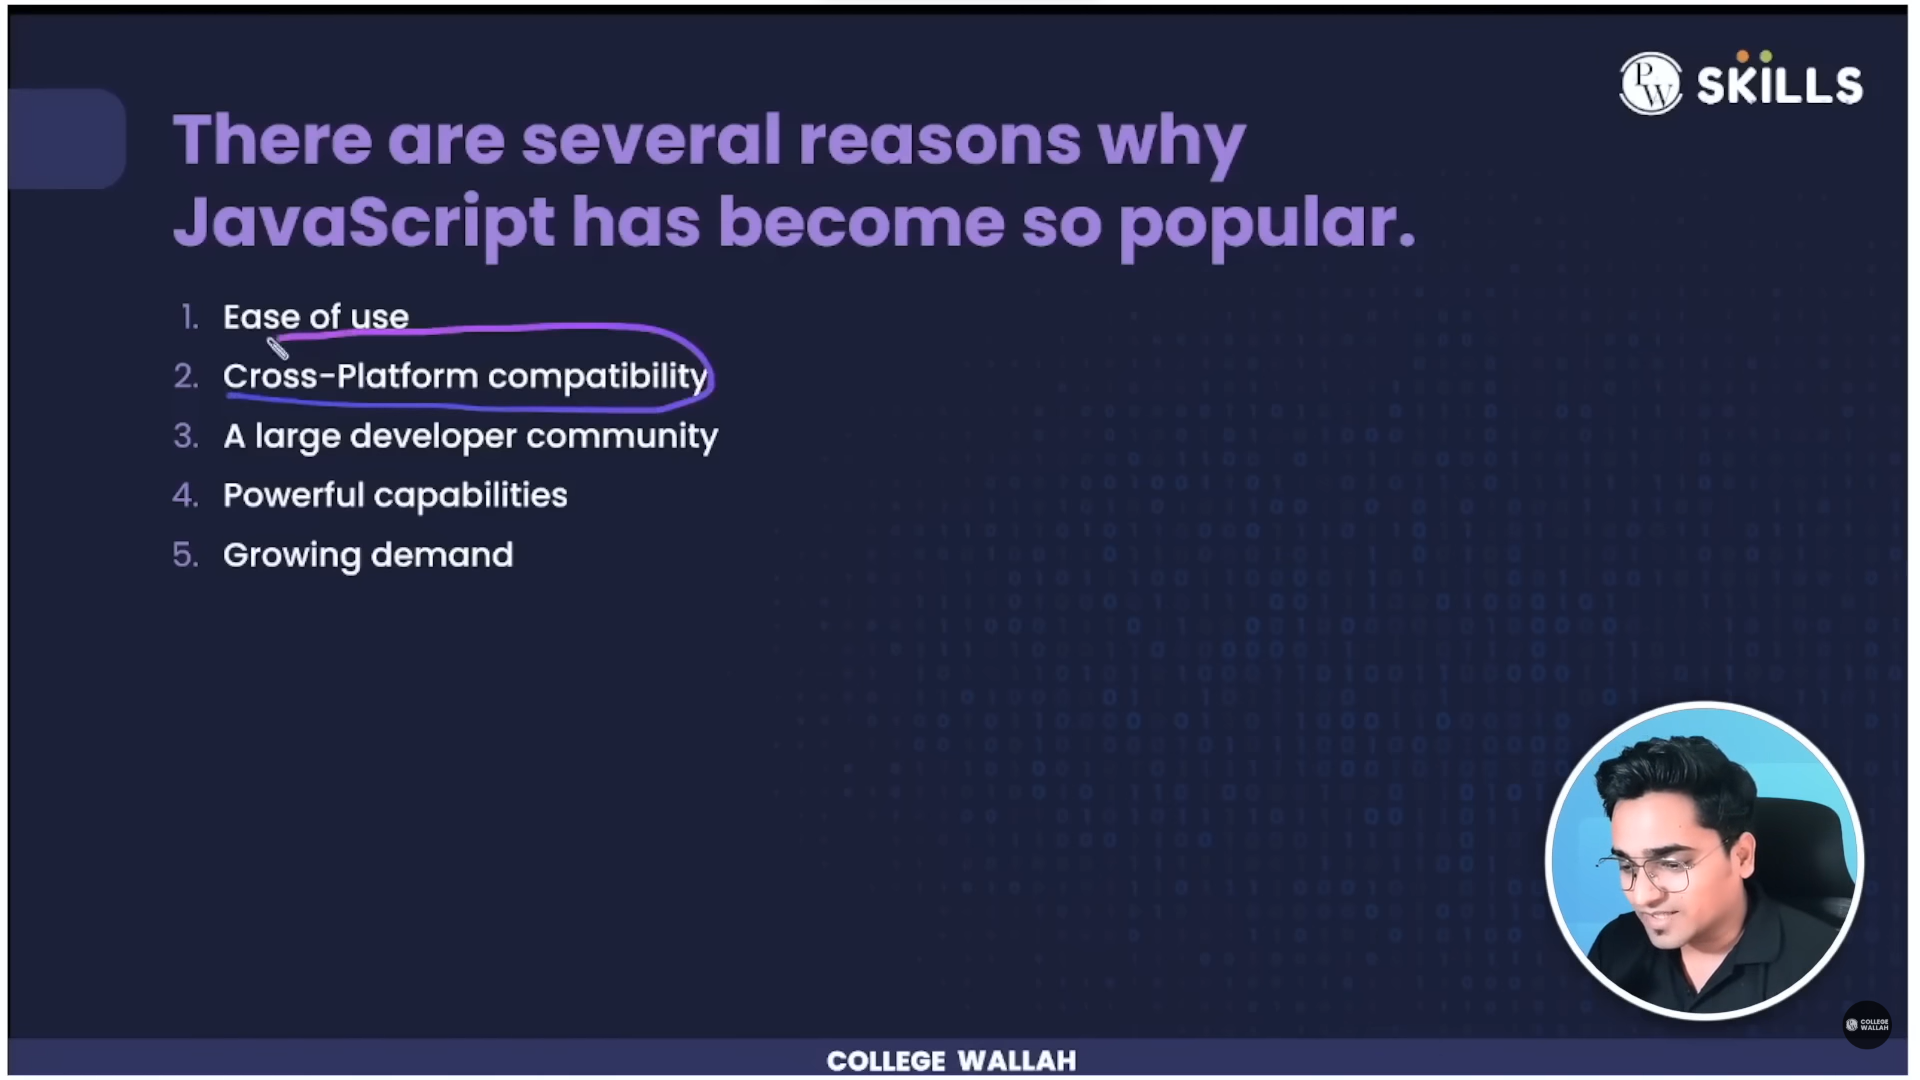 PW SKILLS
There are several reasons why
JavaScript has become so popular.
1. Ease of use
2. Cross-Platform compatibility
3. A large developer community
4. Powerful capabilities
5. Growing demand
PW COLLEGE
WALLAH
COLLEGE WALLAH